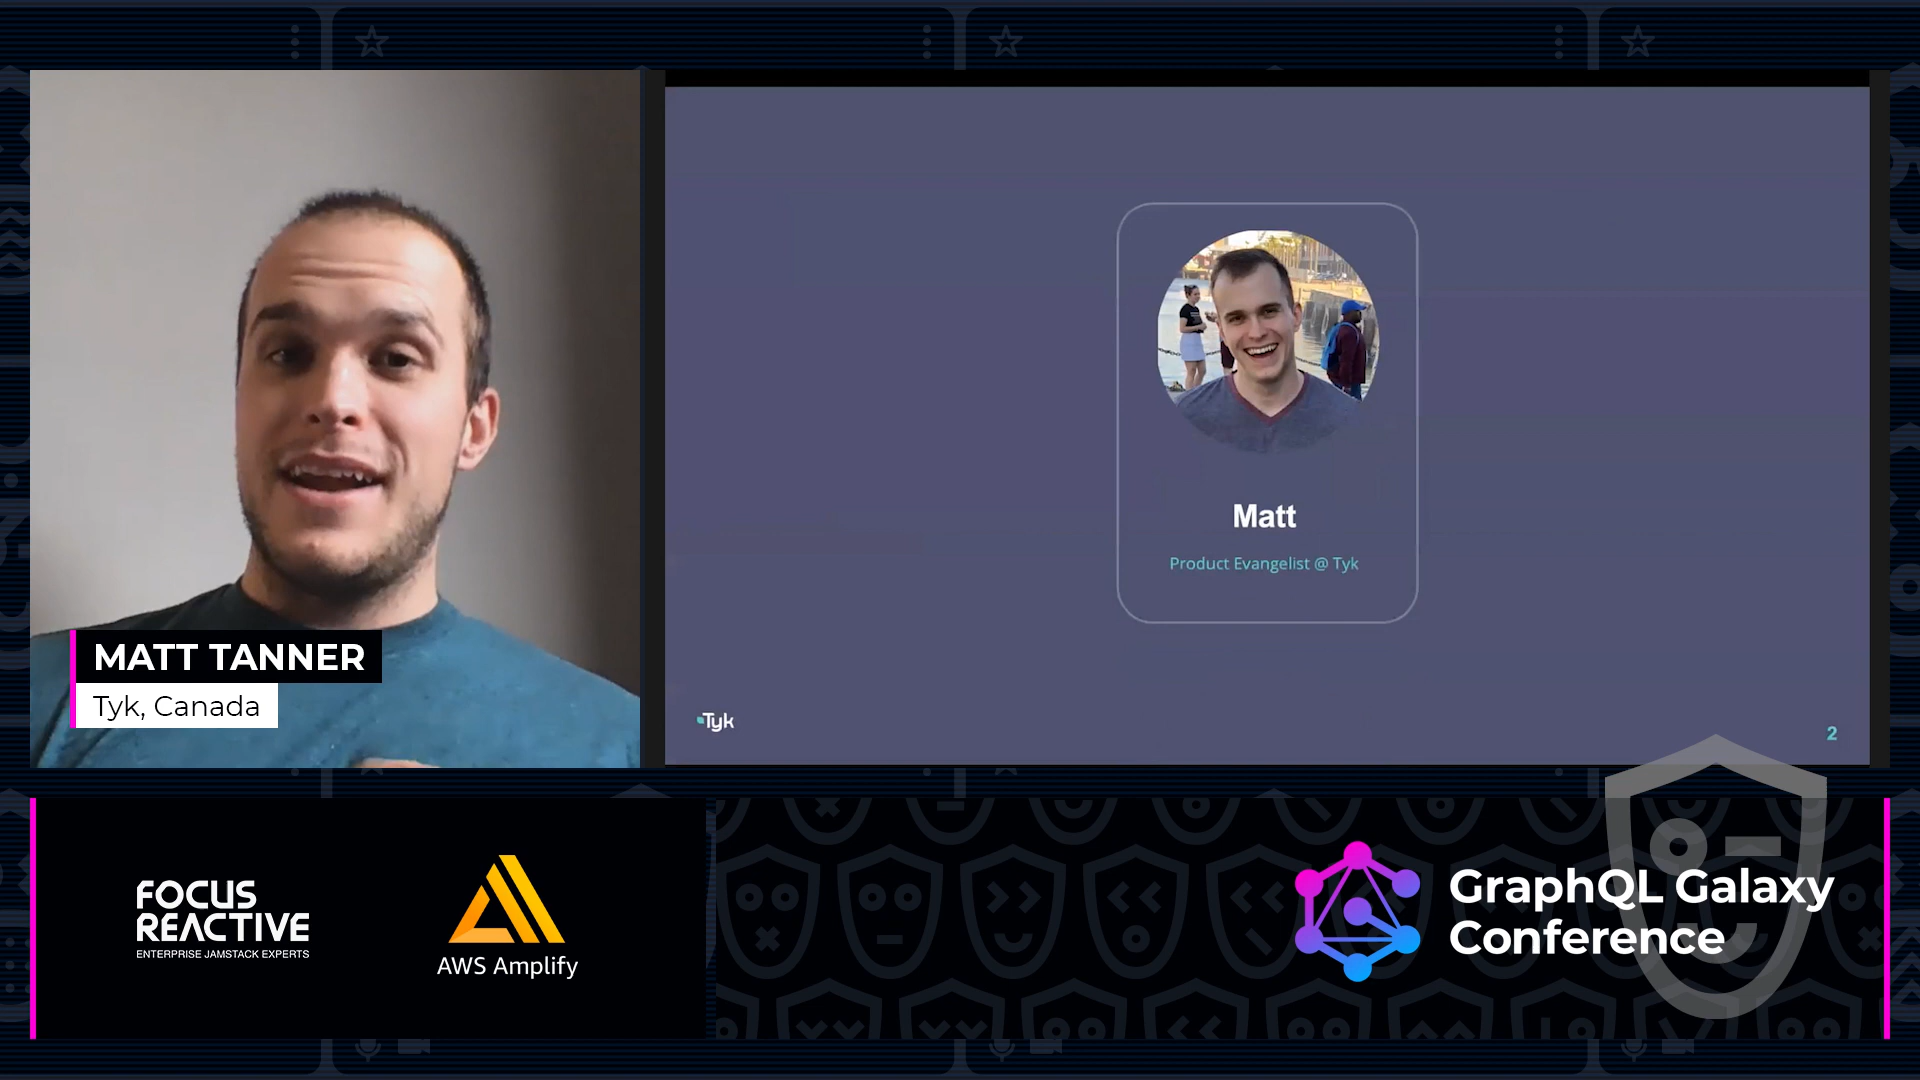 MATT TANNER
Tyk, Canada
Matt
Product Evangelist @ Tyk
Tyk
2
FOCUS
REACTIVE
ENTERPRISE JAMSTACK EXPERTS
AWS Amplify
GraphQL Galaxy
Conference